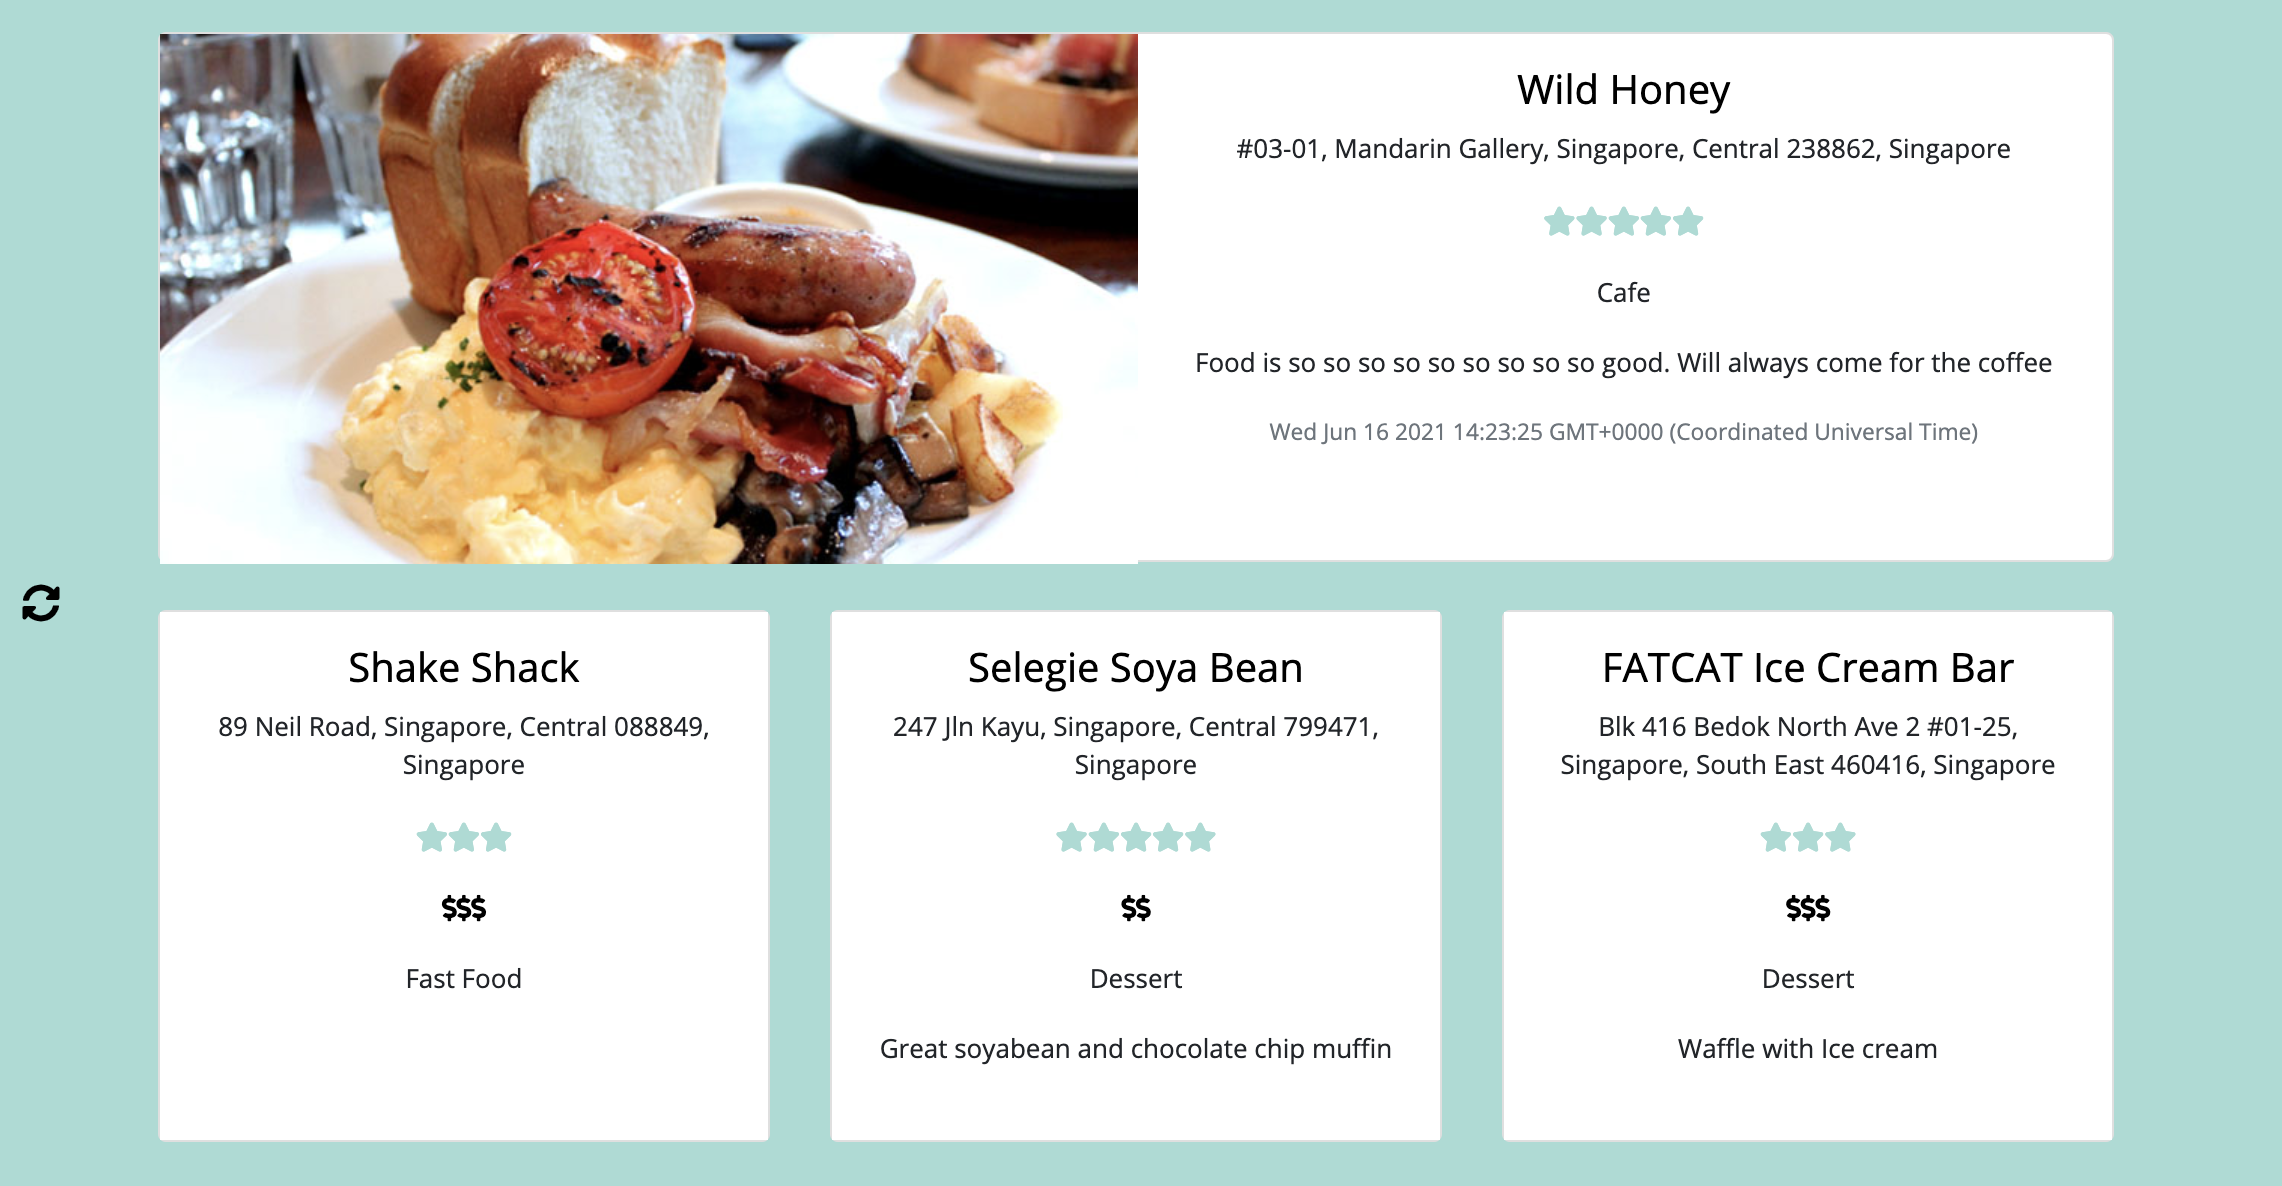 Wild Honey
#03-01, Mandarin Gallery, Singapore, Central 238862, Singapore
Cafe
Food is so so so so so so so so so good. Will always come for the coffee
Wed Jun 16 2021 14:23:25 GMT+0000 (Coordinated Universal Time)
Shake Shack
89 Neil Road, Singapore, Central 088849,
Singapore
$$$
Fast Food
Selegie Soya Bean
247 Jln Kayu, Singapore, Central 799471,
Singapore
$$
Dessert
Great soyabean and chocolate chip muffin
FATCAT Ice Cream Bar
Blk 416 Bedok North Ave 2 #01-25,
Singapore, South East 460416, Singapore
$$$
Dessert
Waffle with Ice cream